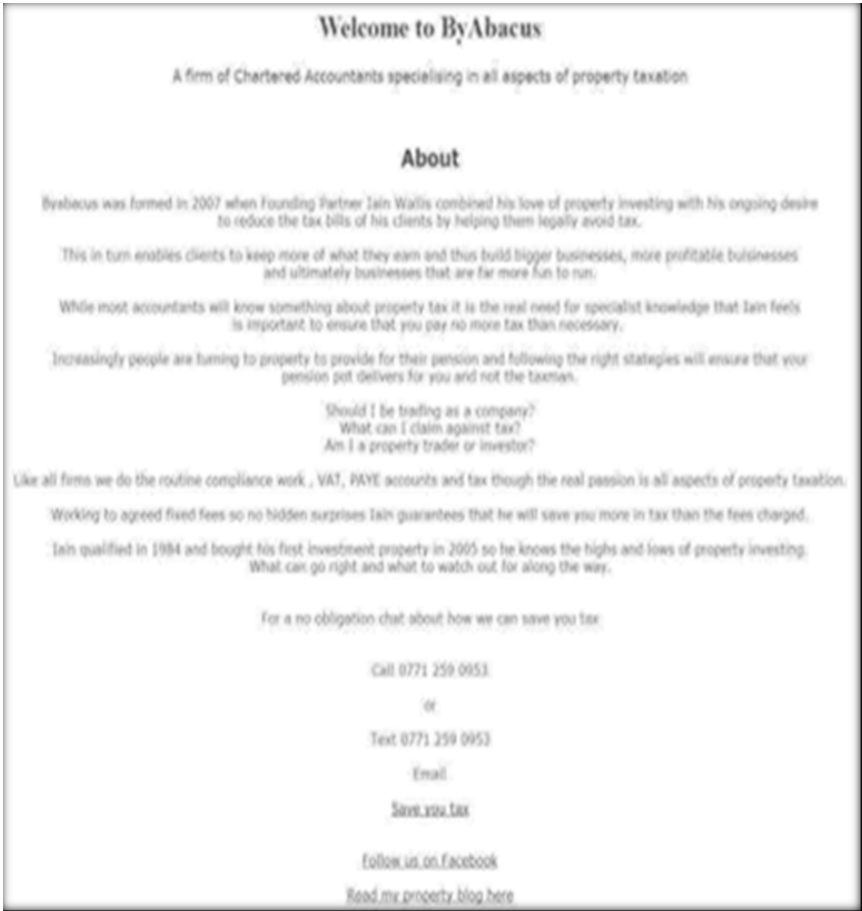 Welcome to ByAbacus
A firm of Chartered Accountants specialising in all aspects of property taxation
About
Byabacus was formed in 2007 when Founding Partner Iain Wallis combined his love of property investing with his ongoing desire
to reduce the tax bills of his clients by helping them legally avoid tax.
This in turn enables clients to keep more of what they earn and thus build bigger businesses, more profitable buisinesses
and ultimately businesses that are far more fun to run.
While most accountants will know something about property tax it is the real need for specialist knowledge that Iain feels
is important to ensure that you pay no more tax than necessary.
Increasingly people are turning to property to provide for their pension and following the right stategies will ensure that your
pension pot delivers for you and not the taxman.
Should I be trading as a company?
What can I claim against tax?
Am I a property trader or investor?
Like all firms we do the routine compliance work , VAT, PAYE accounts and tax though the real passion is all aspects of property taxation.
Working to agreed fixed fees so no hidden surprises Iain guarantees that he will save you more in tax than the fees charged.
Iain qualified in 1984 and bought his first investment property in 2005 so he knows the highs and lows of property investing.
What can go right and what to watch out for along the way.
For a no obligation chat about how we can save you tax
Call 0771 259 0953
or
Text 0771 259 0953
Email
Save you tax
Follow us on Facebook
Read my property blog here